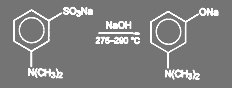 SO₃Na
NaOH
ONa
275–290 °C
N(CH₃)₂
N(CH₃)₂